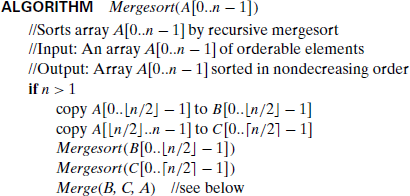 ALGORITHM Mergesort(A[0..n − 1])
//Sorts array A[0..n − 1] by recursive mergesort
//Input: An array A[0..n − 1] of orderable elements
//Output: Array A[0..n − 1] sorted in nondecreasing order
if n > 1
copy A[0..⌊n/2⌋ − 1] to B[0..⌊n/2⌋ − 1]
copy A[⌊n/2⌋..n − 1] to C[0..⌈n/2⌉ − 1]
Mergesort(B[0..⌊n/2⌋ − 1])
Mergesort(C[0..⌈n/2⌉ − 1])
Merge(B, C, A) //see below